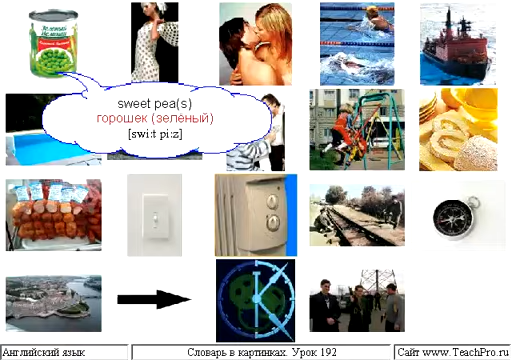 sweet pea(s)
горошек (зелёный)
[swi:t pi:z]
Английский язык
Словарь в картинках. Урок 192
Сайт www.TeachPro.ru